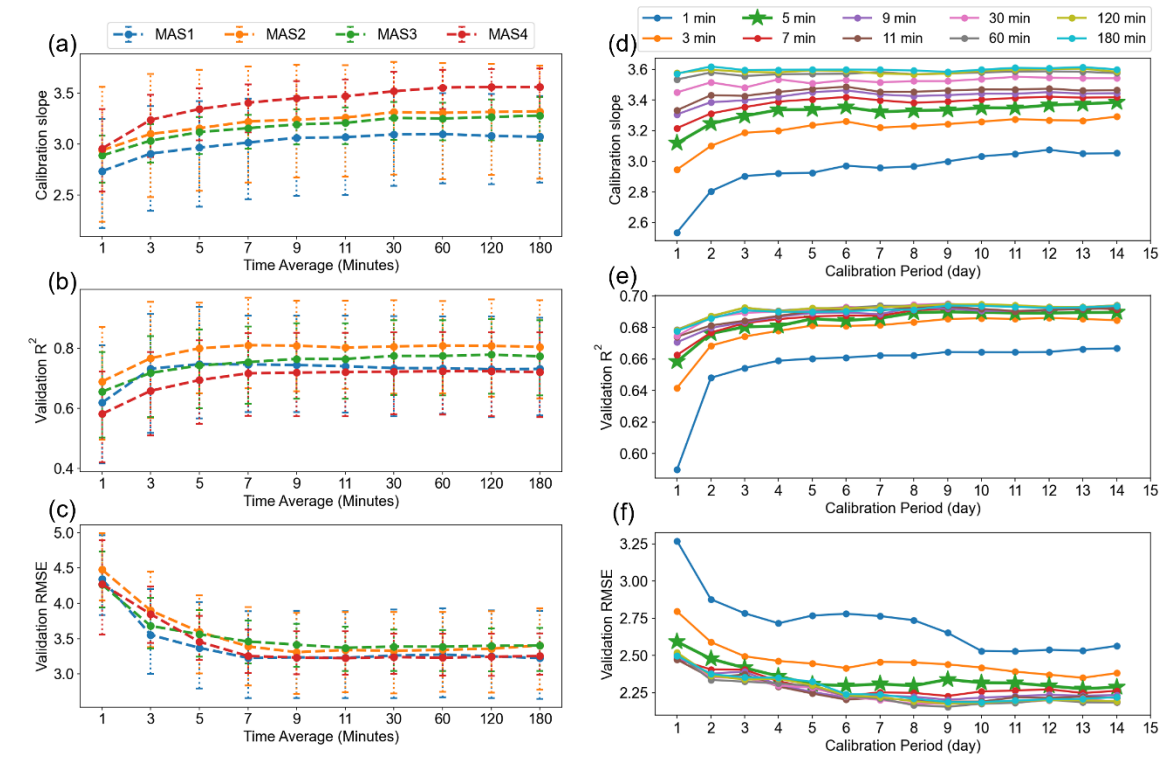 MAS1 MAS2 MAS3 MAS4
(a)
Calibration slope
3.5
3.0
2.5
1 3 5 7 9 11 30 60 120 180
Time Average (Minutes)
(b)
Validation R²
0.8
0.6
0.4
1 3 5 7 9 11 30 60 120 180
Time Average (Minutes)
(c)
Validation RMSE
5.0
4.5
4.0
3.5
3.0
1 3 5 7 9 11 30 60 120 180
Time Average (Minutes)
1 min 5 min 9 min 30 min 120 min
3 min 7 min 11 min 60 min 180 min
(d)
Calibration slope
3.6
3.4
3.2
3.0
2.8
2.6
1 2 3 4 5 6 7 8 9 10 11 12 13 14 15
Calibration Period (day)
(e)
Validation R²
0.70
0.68
0.66
0.64
0.62
0.60
1 2 3 4 5 6 7 8 9 10 11 12 13 14 15
Calibration Period (day)
(f)
Validation RMSE
3.25
3.00
2.75
2.50
2.25
1 2 3 4 5 6 7 8 9 10 11 12 13 14 15
Calibration Period (day)